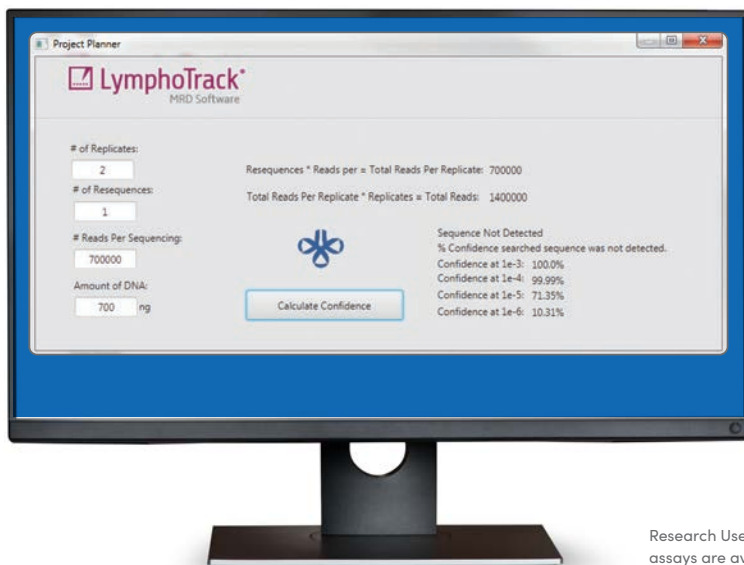 Project Planner
LymphoTrack®
MRD Software
# of Replicates:
2
# of Resequences:
1
# Reads Per Sequencing:
700000
Amount of DNA:
700 ng
Resequences * Reads per = Total Reads Per Replicate: 700000
Total Reads Per Replicate * Replicates = Total Reads: 1400000
Calculate Confidence
Sequence Not Detected
% Confidence searched sequence was not detected.
Confidence at 1e-3: 100.0%
Confidence at 1e-4: 99.99%
Confidence at 1e-5: 71.35%
Confidence at 1e-6: 10.31%
Research Use
assays are av